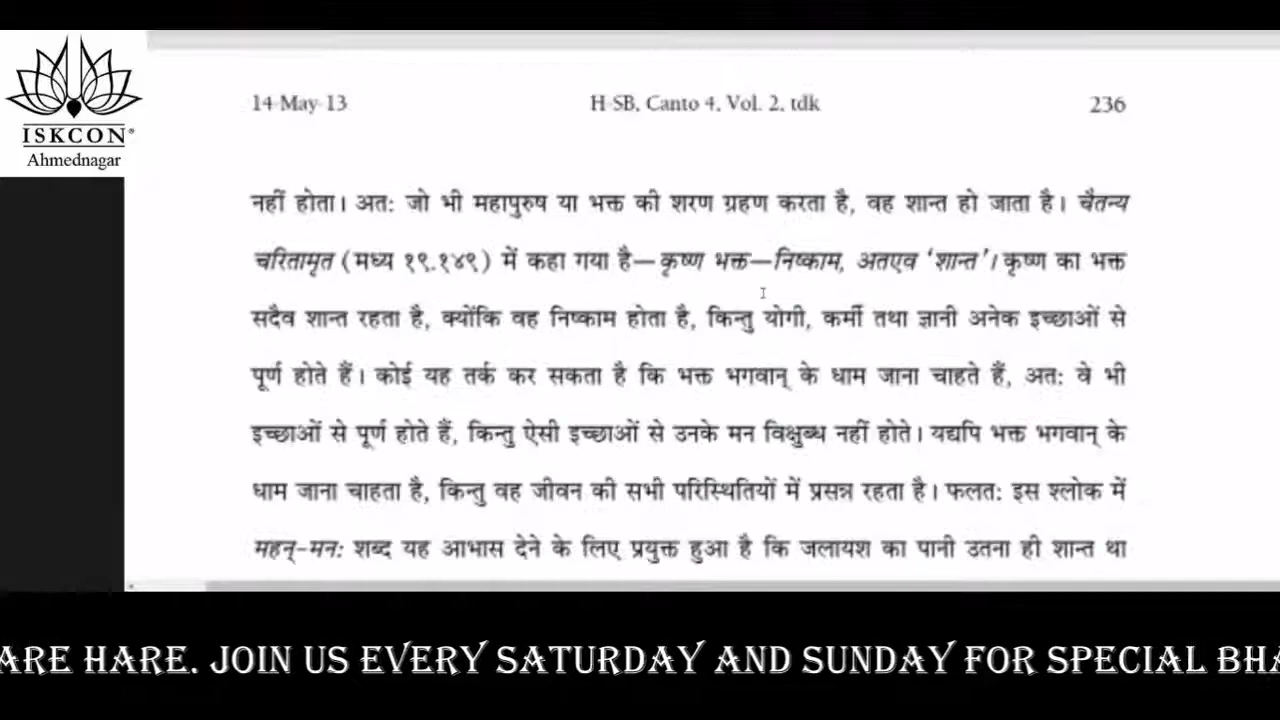 ISKCON®
Ahmednagar
14-May-13 H-SB, Canto 4, Vol. 2, tdk 236
नहीं होता। अतः जो भी महापुरुष या भक्त की शरण ग्रहण करता है, वह शान्त हो जाता है। चैतन्य
चरितामृत (मध्य १९.१४९) में कहा गया है—कृष्ण भक्त—निष्काम, अतएव ‘शान्त’। कृष्ण का भक्त
सदैव शान्त रहता है, क्योंकि वह निष्काम होता है, किन्तु योगी, कर्मी तथा ज्ञानी अनेक इच्छाओं से
पूर्ण होते हैं। कोई यह तर्क कर सकता है कि भक्त भगवान् के धाम जाना चाहते हैं, अतः वे भी
इच्छाओं से पूर्ण होते हैं, किन्तु ऐसी इच्छाओं से उनके मन विक्षुब्ध नहीं होते। यद्यपि भक्त भगवान् के
धाम जाना चाहता है, किन्तु वह जीवन की सभी परिस्थितियों में प्रसन्न रहता है। फलतः इस श्लोक में
महन्-मनः शब्द यह आभास देने के लिए प्रयुक्त हुआ है कि जलायश का पानी उतना ही शान्त था
ARE HARE. JOIN US EVERY SATURDAY AND SUNDAY FOR SPECIAL BHA